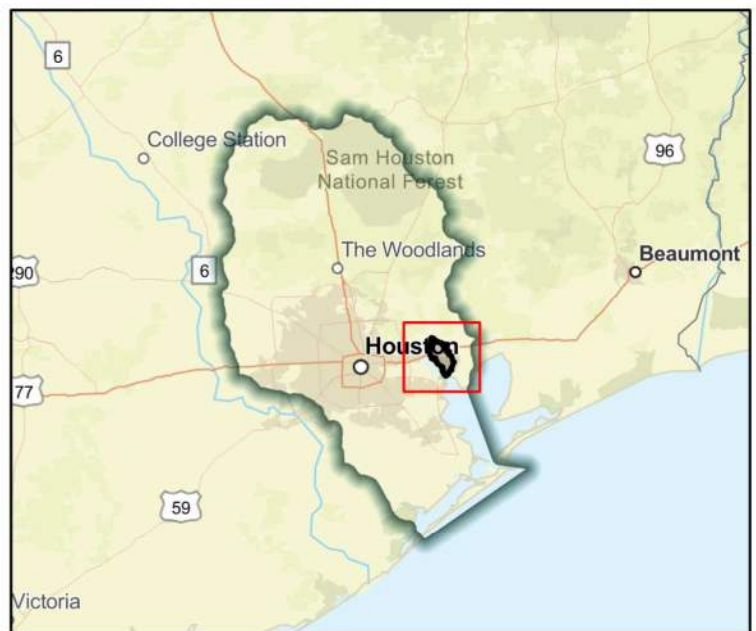 6
College Station
Sam Houston
National Forest
96
The Woodlands
Beaumont
290
6
Houston
77
59
Victoria